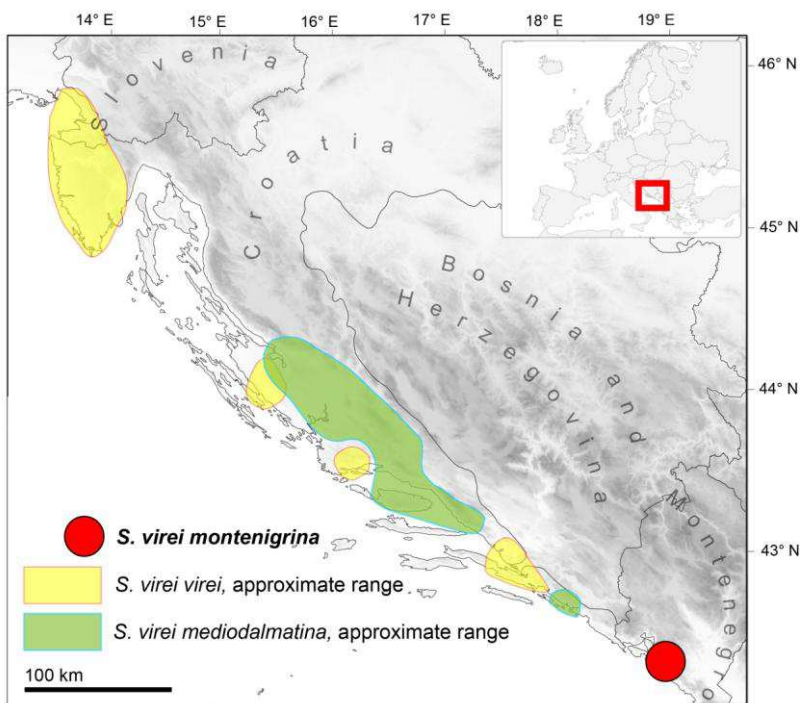 14° E 15° E 16° E 17° E 18° E 19° E
46° N
45° N
44° N
43° N
Slovenia
Croatia
Bosnia and
Herzegovina
Montenegro
S. virei montenigrina
S. virei virei, approximate range
S. virei mediodalmatina, approximate range
100 km